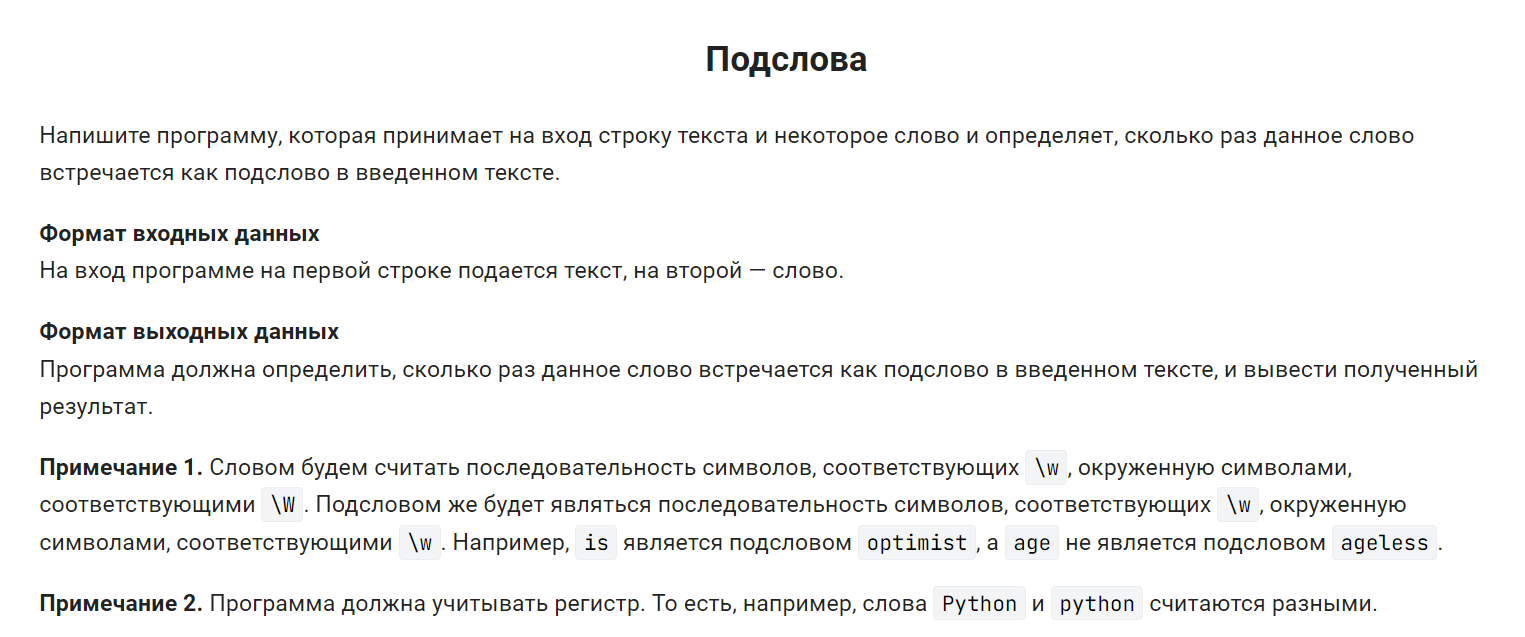 Подслова
Напишите программу, которая принимает на вход строку текста и некоторое слово и определяет, сколько раз данное слово
встречается как подслово в введенном тексте.
Формат входных данных
На вход программе на первой строке подается текст, на второй — слово.
Формат выходных данных
Программа должна определить, сколько раз данное слово встречается как подслово в введенном тексте, и вывести полученный
результат.
Примечание 1. Словом будем считать последовательность символов, соответствующих \w, окруженную символами,
соответствующими \W. Подсловом же будет являться последовательность символов, соответствующих \w, окруженную
символами, соответствующими \w. Например, is является подсловом optimist, а age не является подсловом ageless.
Примечание 2. Программа должна учитывать регистр. То есть, например, слова Python и python считаются разными.